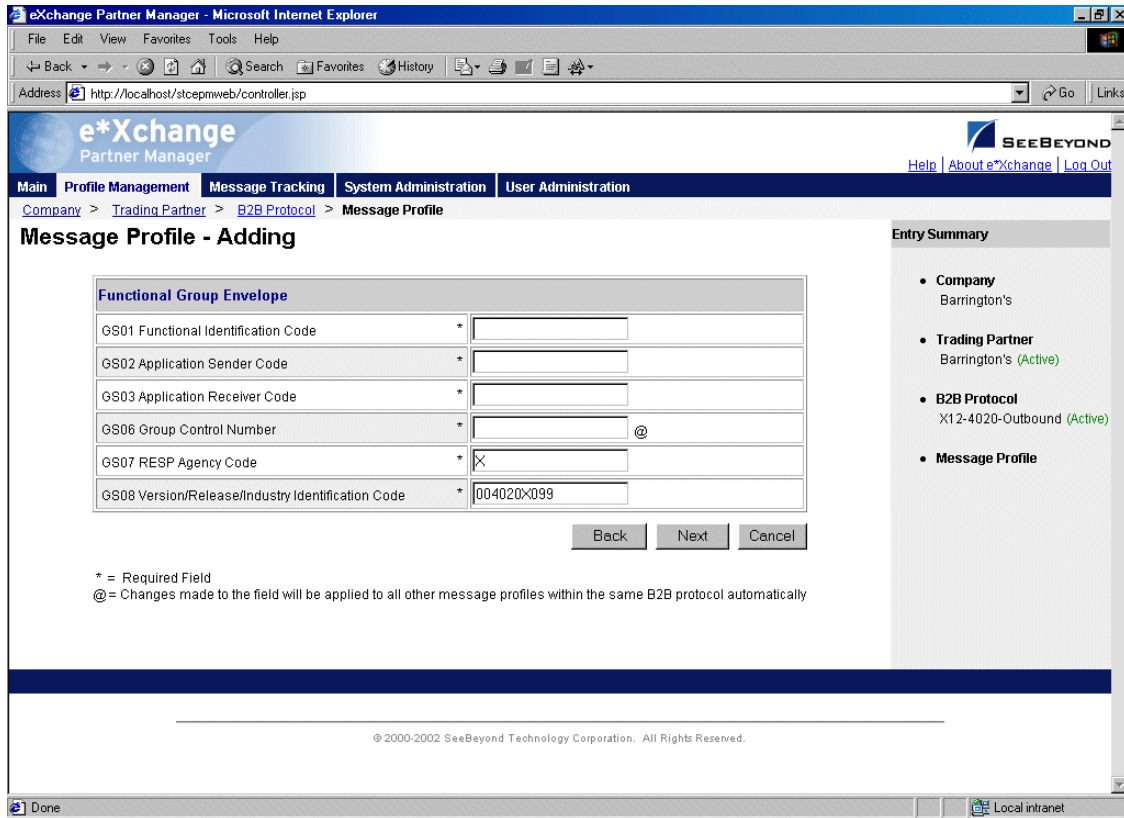 eXchange Partner Manager - Microsoft Internet Explorer
File Edit View Favorites Tools Help
Back Search Favorites History
Address http://localhost/stcepmweb/controller.jsp Go Links
e*Xchange
Partner Manager
SEEBEYOND
Help | About e*Xchange | Log Out
Main Profile Management Message Tracking System Administration User Administration
Company > Trading Partner > B2B Protocol > Message Profile
Message Profile - Adding
Functional Group Envelope
GS01 Functional Identification Code *
GS02 Application Sender Code *
GS03 Application Receiver Code *
GS06 Group Control Number * @
GS07 RESP Agency Code * X
GS08 Version/Release/Industry Identification Code * 004020X099
Back Next Cancel
* = Required Field
@ = Changes made to the field will be applied to all other message profiles within the same B2B protocol automatically
Entry Summary
• Company
Barrington's
• Trading Partner
Barrington's (Active)
• B2B Protocol
X12-4020-Outbound (Active)
• Message Profile
© 2000-2002 SeeBeyond Technology Corporation. All Rights Reserved.
Done Local intranet